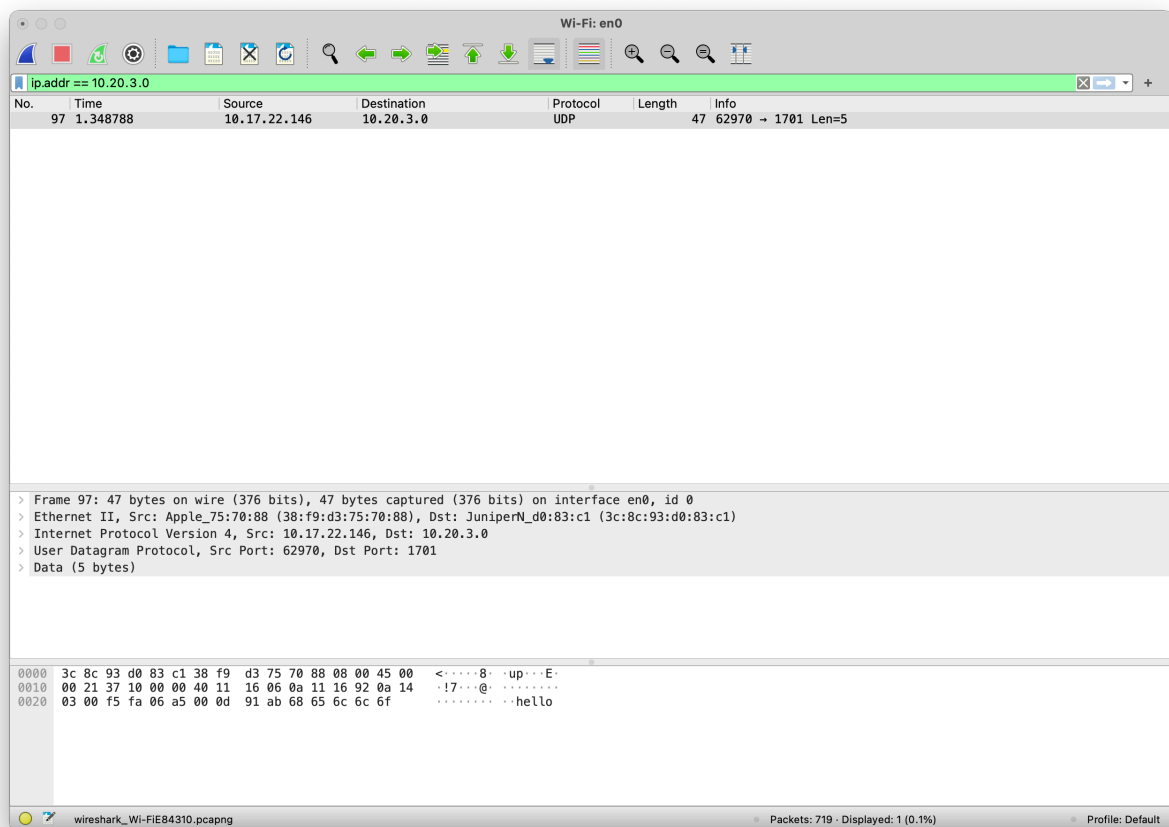 Wi-Fi: en0
ip.addr == 10.20.3.0
No. Time Source Destination Protocol Length Info
97 1.348788 10.17.22.146 10.20.3.0 UDP 47 62970 → 1701 Len=5
> Frame 97: 47 bytes on wire (376 bits), 47 bytes captured (376 bits) on interface en0, id 0
> Ethernet II, Src: Apple_75:70:88 (38:f9:d3:75:70:88), Dst: JuniperN_d0:83:c1 (3c:8c:93:d0:83:c1)
> Internet Protocol Version 4, Src: 10.17.22.146, Dst: 10.20.3.0
> User Datagram Protocol, Src Port: 62970, Dst Port: 1701
> Data (5 bytes)
0000 3c 8c 93 d0 83 c1 38 f9 d3 75 70 88 08 00 45 00 <·····8· ·up···E·
0010 00 21 37 10 00 00 40 11 16 06 0a 11 16 92 0a 14 ·!7···@· ········
0020 03 00 f5 fa 06 a5 00 0d 91 ab 68 65 6c 6c 6f ········ ··hello
wireshark_Wi-FiE84310.pcapng Packets: 719 · Displayed: 1 (0.1%) Profile: Default